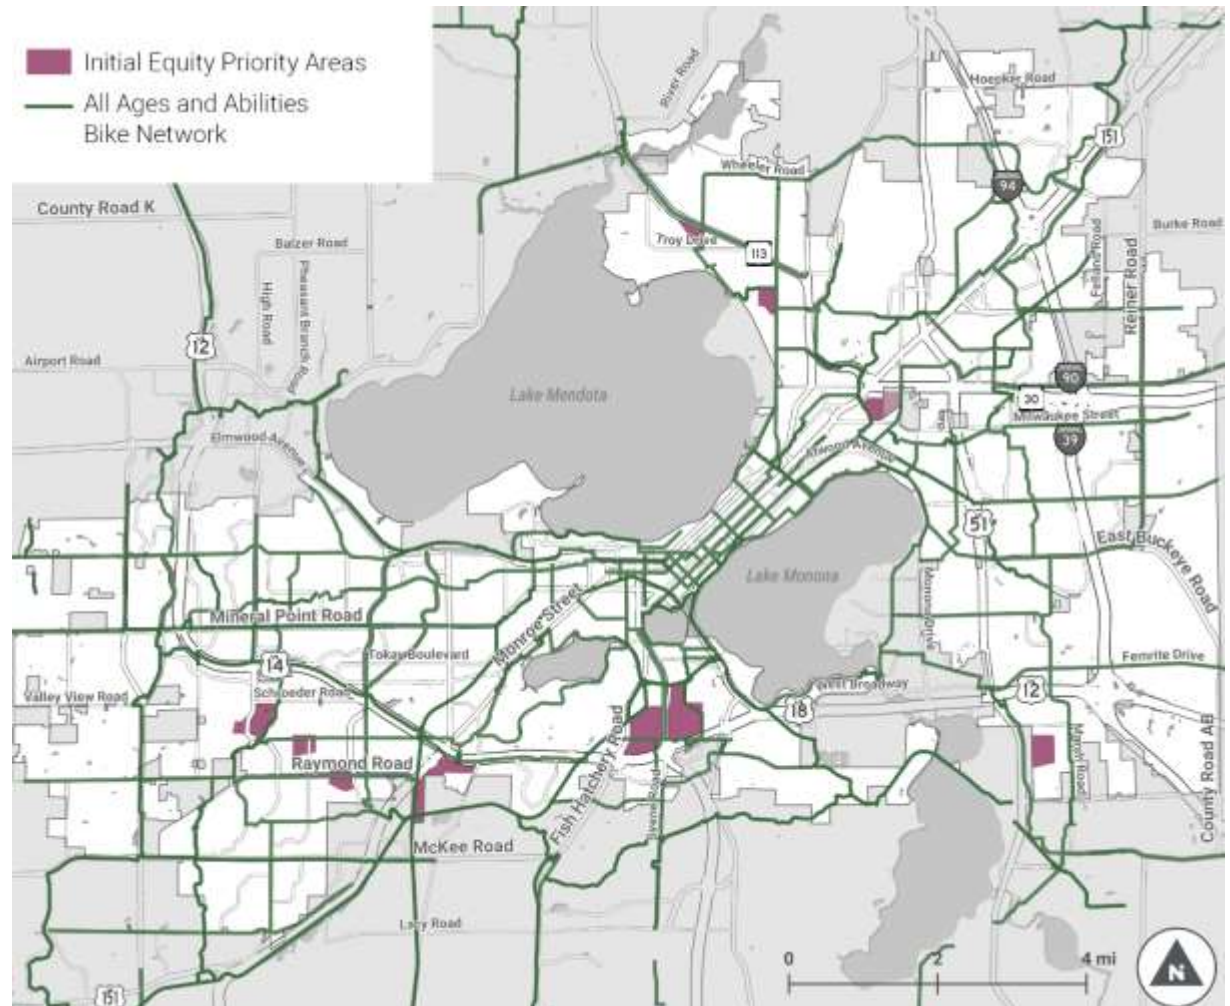 Initial Equity Priority Areas
All Ages and Abilities
Bike Network
River Road
Hoepker Road
151
Wheeler Road
94
County Road K
Balzer Road
Troy Drive
113
Burke Road
Felland Road
Reiner Road
High Road
Pheasant Branch Road
12
Airport Road
Lake Mendota
90
30
Milwaukee Street
39
Elmwood Avenue
Atwood Avenue
51
East Buckeye Road
Lake Monona
Monona Drive
Mineral Point Road
Monroe Street
Tokay Boulevard
14
Femrite Drive
Valley View Road
Schroeder Road
West Broadway
12
18
Fish Hatchery Road
Raymond Road
County Road AB
McKee Road
Lacy Road
0
2
4 mi
N
151